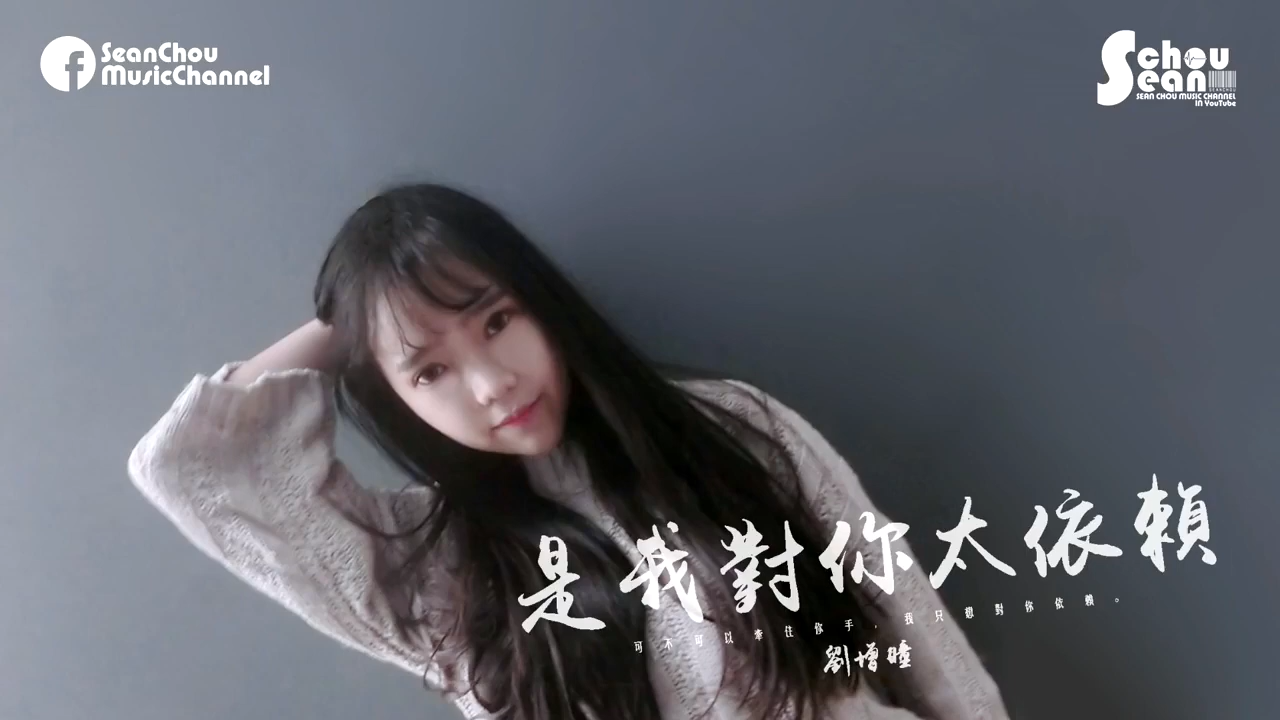 SeanChou
MusicChannel
Schou
Sean
SEAN CHOU MUSIC CHANNEL
IN YouTube
是我對你太依賴
可不可以牽住你手，我只想對你依賴。
劉增瞳